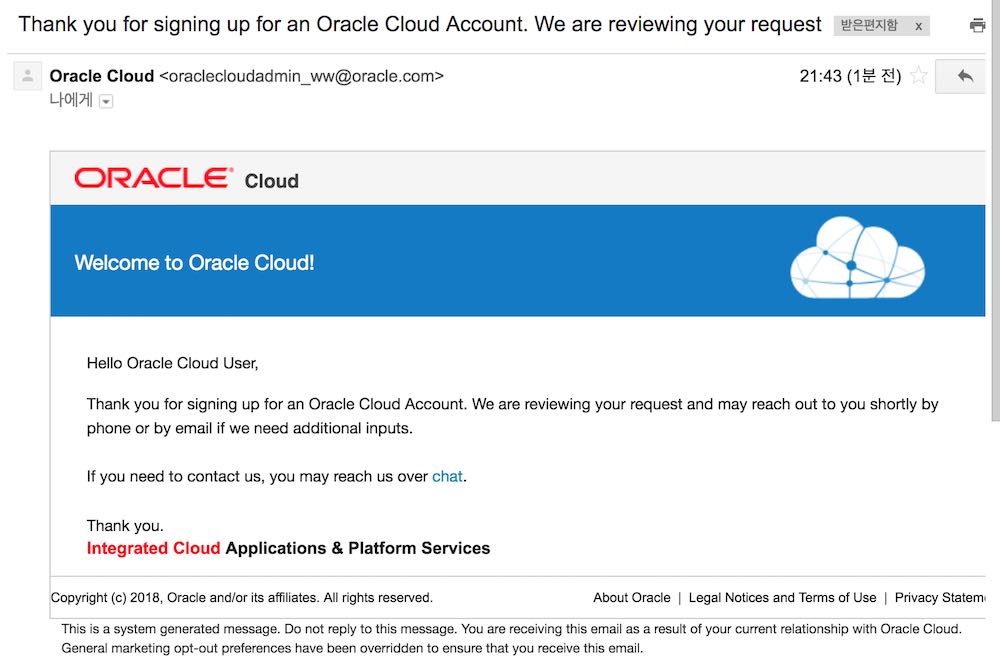 Thank you for signing up for an Oracle Cloud Account. We are reviewing your request 받은편지함 x
Oracle Cloud <oraclecloudadmin_ww@oracle.com> 21:43 (1분 전)
나에게
ORACLE® Cloud
Welcome to Oracle Cloud!
Hello Oracle Cloud User,
Thank you for signing up for an Oracle Cloud Account. We are reviewing your request and may reach out to you shortly by
phone or by email if we need additional inputs.
If you need to contact us, you may reach us over chat.
Thank you.
Integrated Cloud Applications & Platform Services
Copyright (c) 2018, Oracle and/or its affiliates. All rights reserved. About Oracle | Legal Notices and Terms of Use | Privacy Statem
This is a system generated message. Do not reply to this message. You are receiving this email as a result of your current relationship with Oracle Cloud.
General marketing opt-out preferences have been overridden to ensure that you receive this email.